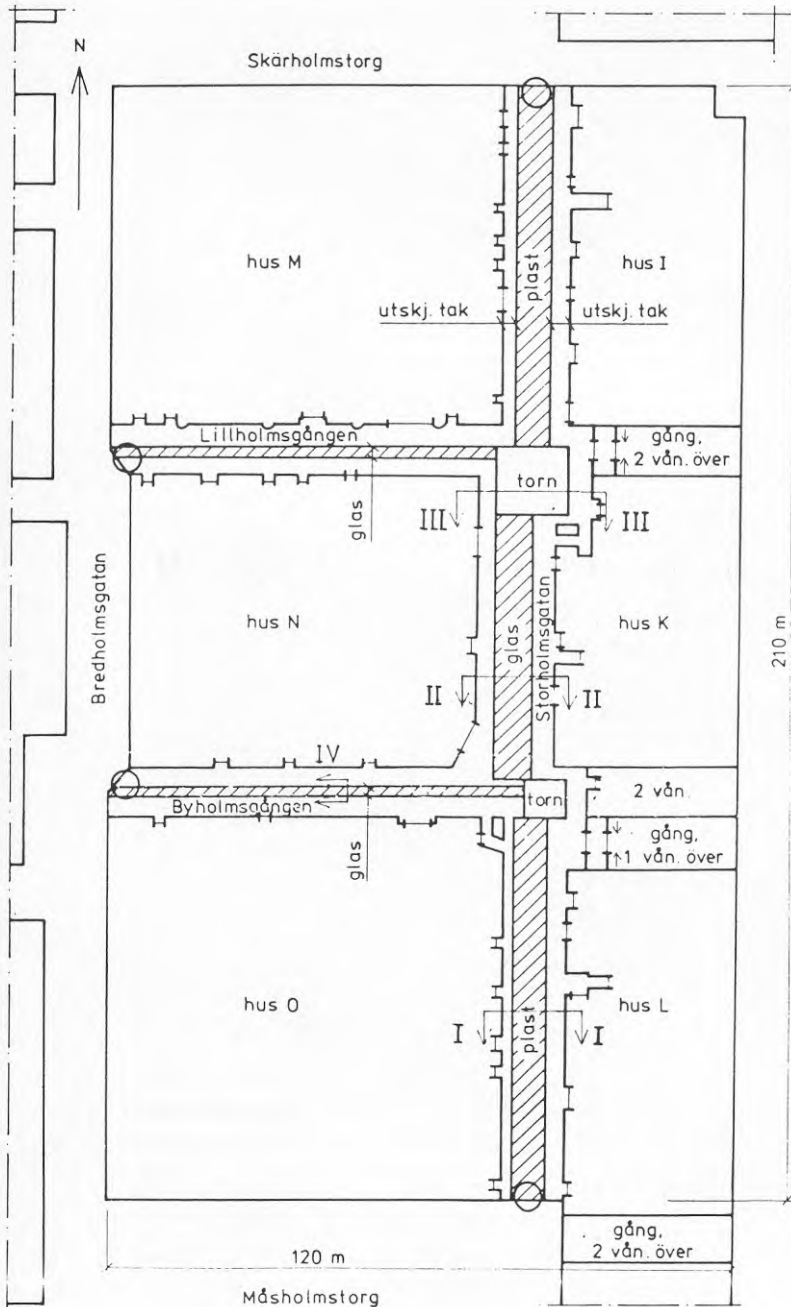 N
Skärholmstorg
hus M
plast
hus I
utskj. tak
utskj. tak
Lillholmsgången
gång,
2 vån. över
torn
III
III
glas
Bredholmsgatan
hus N
glas
Storholmsgatan
hus K
210 m
II
II
IV
Byholmsgången
torn
2 vån.
gång,
1 vån. över
glas
hus O
plast
hus L
I
I
gång,
2 vån. över
120 m
Måsholmstorg